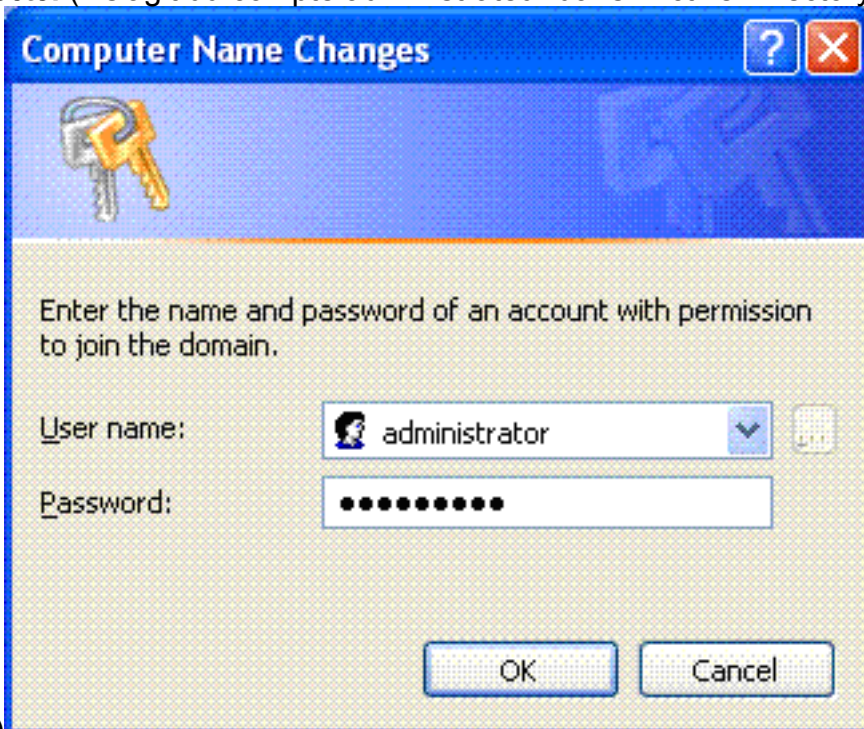 Computer Name Changes
Enter the name and password of an account with permission
to join the domain.
User name: administrator
Password: •••••••••
OK Cancel